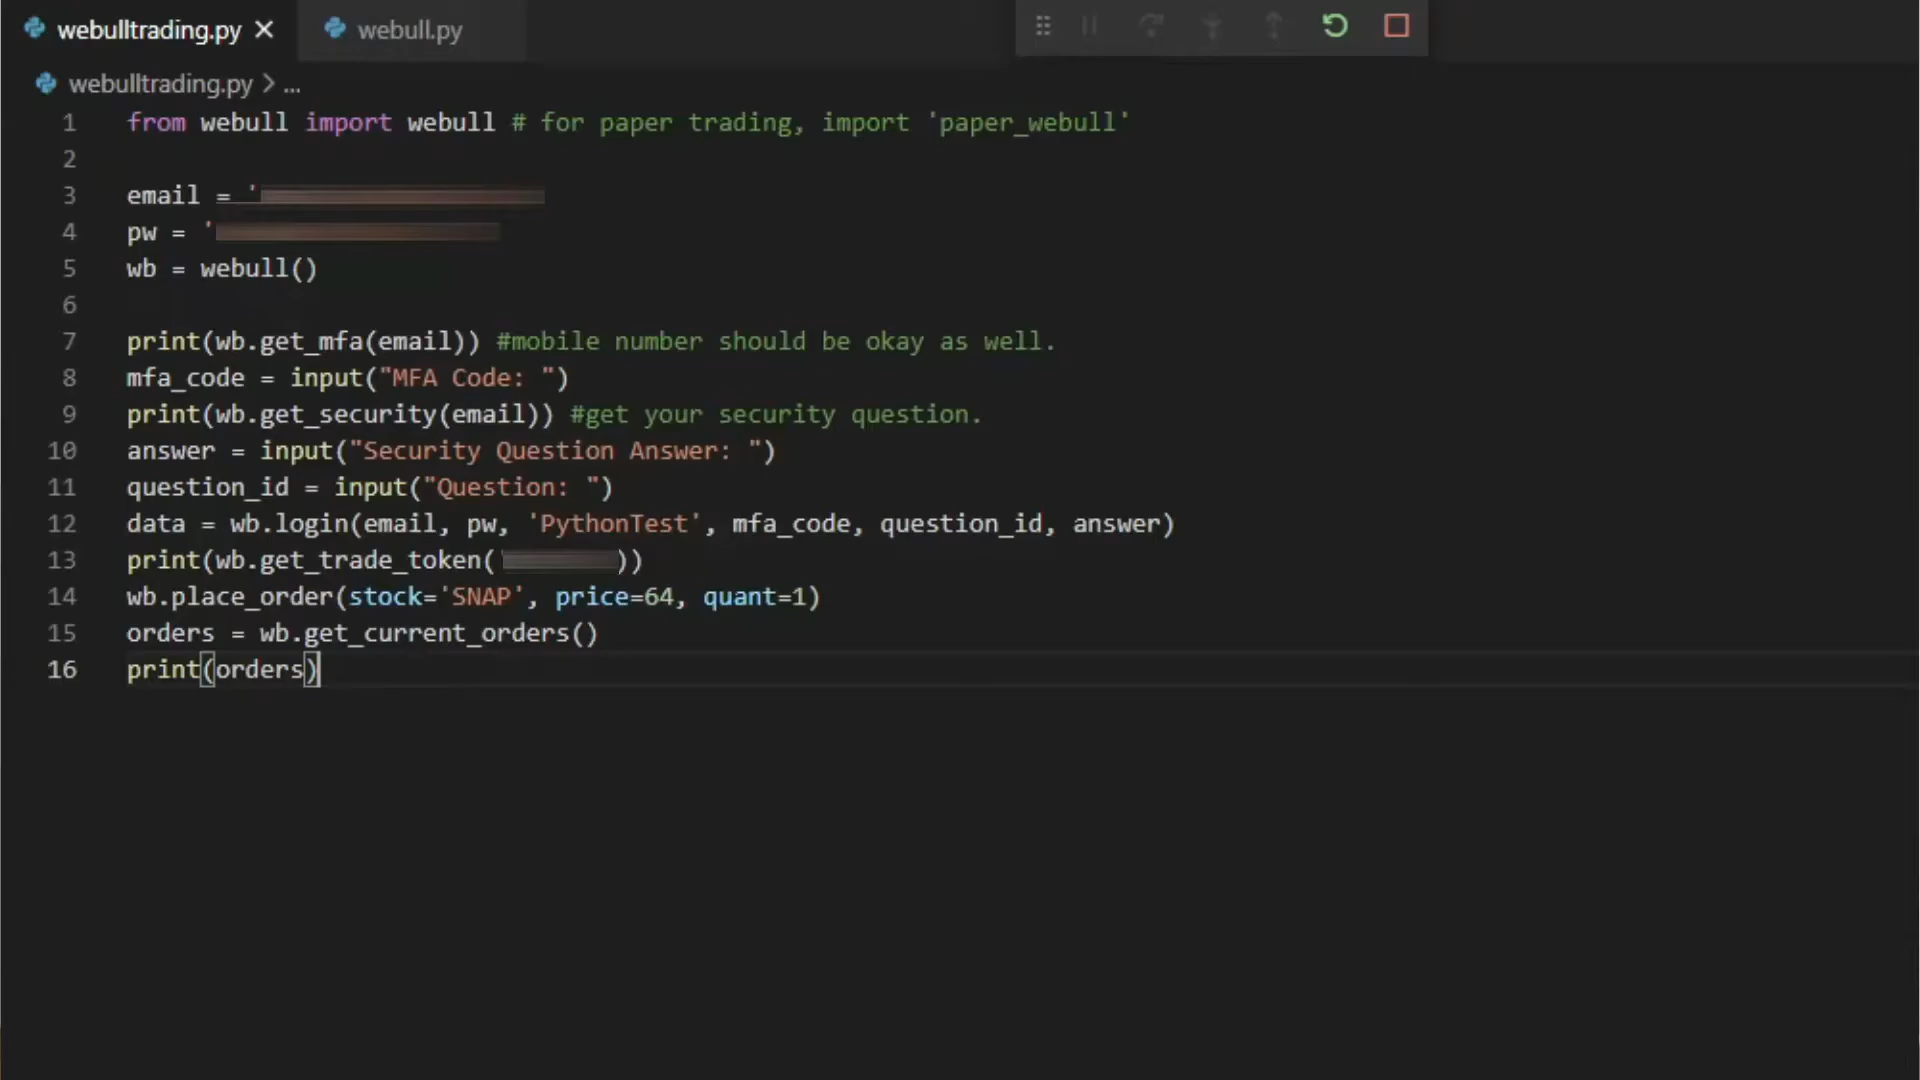 webulltrading.py
webull.py
webulltrading.py > ...
1 from webull import webull # for paper trading, import 'paper_webull'
2
3 email = '
4 pw = '
5 wb = webull()
6
7 print(wb.get_mfa(email)) #mobile number should be okay as well.
8 mfa_code = input("MFA Code: ")
9 print(wb.get_security(email)) #get your security question.
10 answer = input("Security Question Answer: ")
11 question_id = input("Question: ")
12 data = wb.login(email, pw, 'PythonTest', mfa_code, question_id, answer)
13 print(wb.get_trade_token( ))
14 wb.place_order(stock='SNAP', price=64, quant=1)
15 orders = wb.get_current_orders()
16 print(orders)